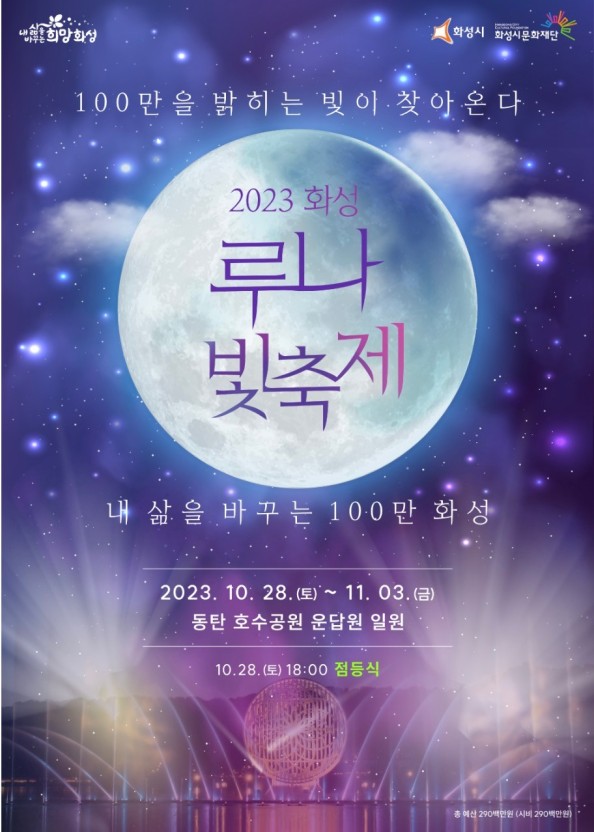 내 삶을
바꾸는 희망화성
화성시
화성시문화재단
100만을 밝히는 빛이 찾아온다
2023 화성
루나
빛축제
내 삶을 바꾸는 100만 화성
2023. 10. 28.(토) ~ 11. 03.(금)
동탄 호수공원 운답원 일원
10.28.(토) 18:00 점등식
총 예산 290백만원 (시비 290백만원)